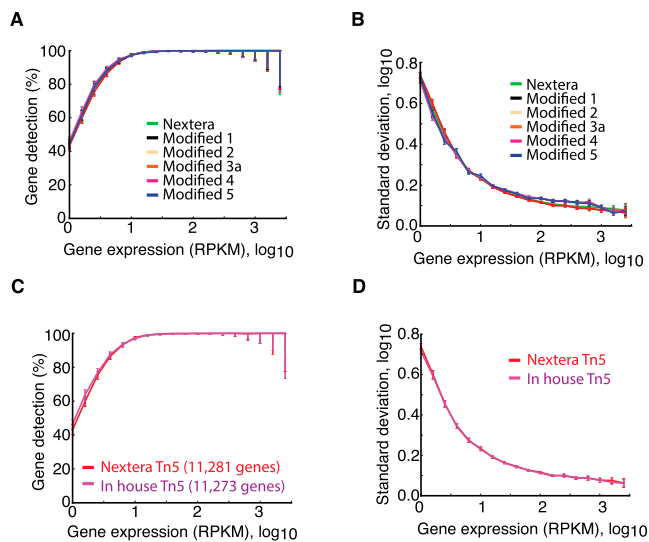 A
Gene detection (%)
100
80
60
40
20
0
0
1
2
3
Gene expression (RPKM), log10
Nextera
Modified 1
Modified 2
Modified 3a
Modified 4
Modified 5
B
Standard deviation, log10
0.8
0.6
0.4
0.2
0.0
0
1
2
3
Gene expression (RPKM), log10
Nextera
Modified 1
Modified 2
Modified 3a
Modified 4
Modified 5
C
Gene detection (%)
100
80
60
40
20
0
0
1
2
3
Gene expression (RPKM), log10
Nextera Tn5 (11,281 genes)
In house Tn5 (11,273 genes)
D
Standard deviation, log10
0.8
0.6
0.4
0.2
0.0
0
1
2
3
Gene expression (RPKM), log10
Nextera Tn5
In house Tn5